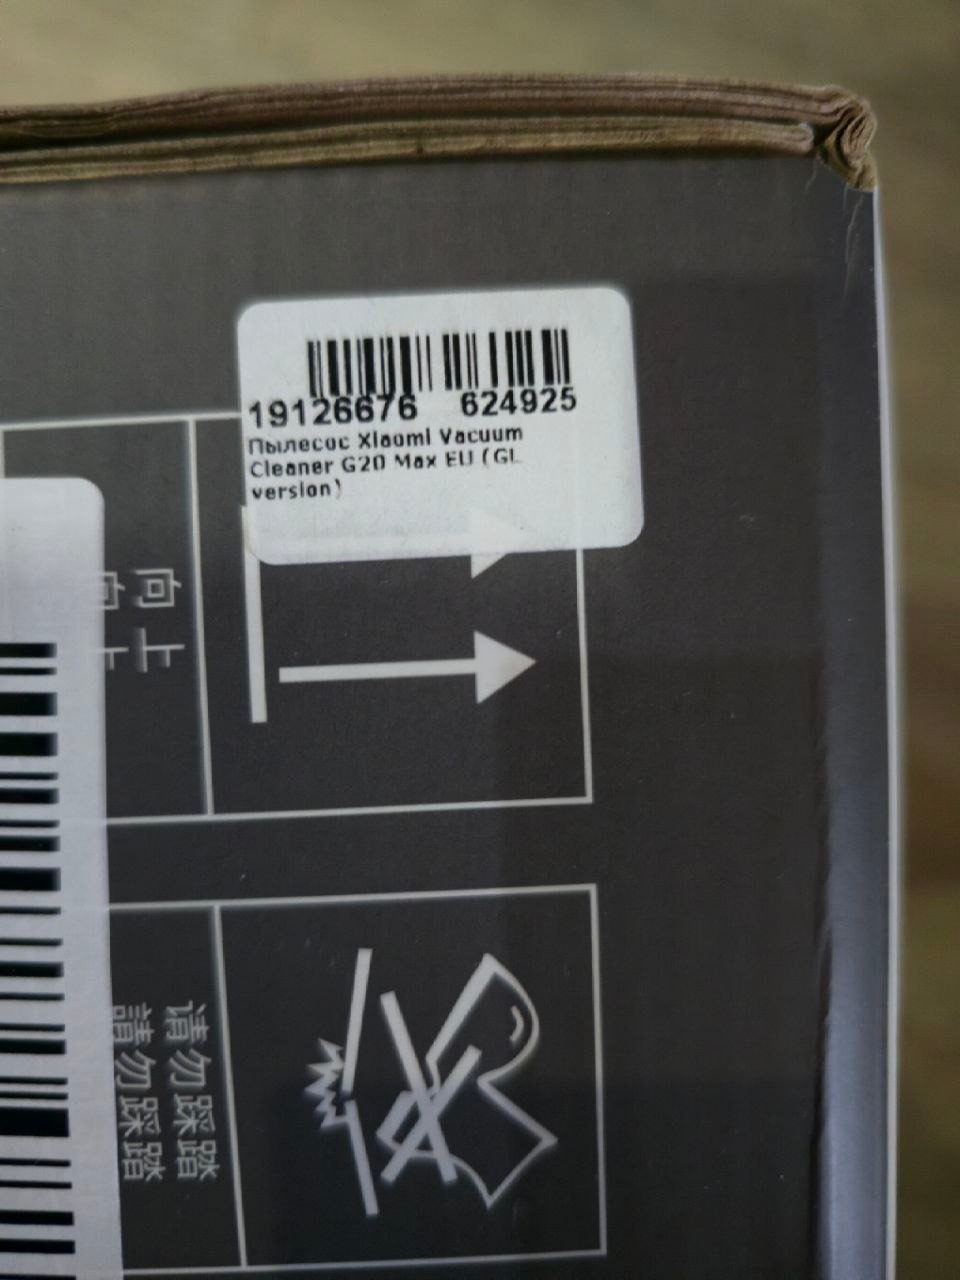 19126676 624925
Пылесос Xiaomi Vacuum
Cleaner G20 Max EU (GL
version)
向上
向上
请勿踩踏
請勿踩踏